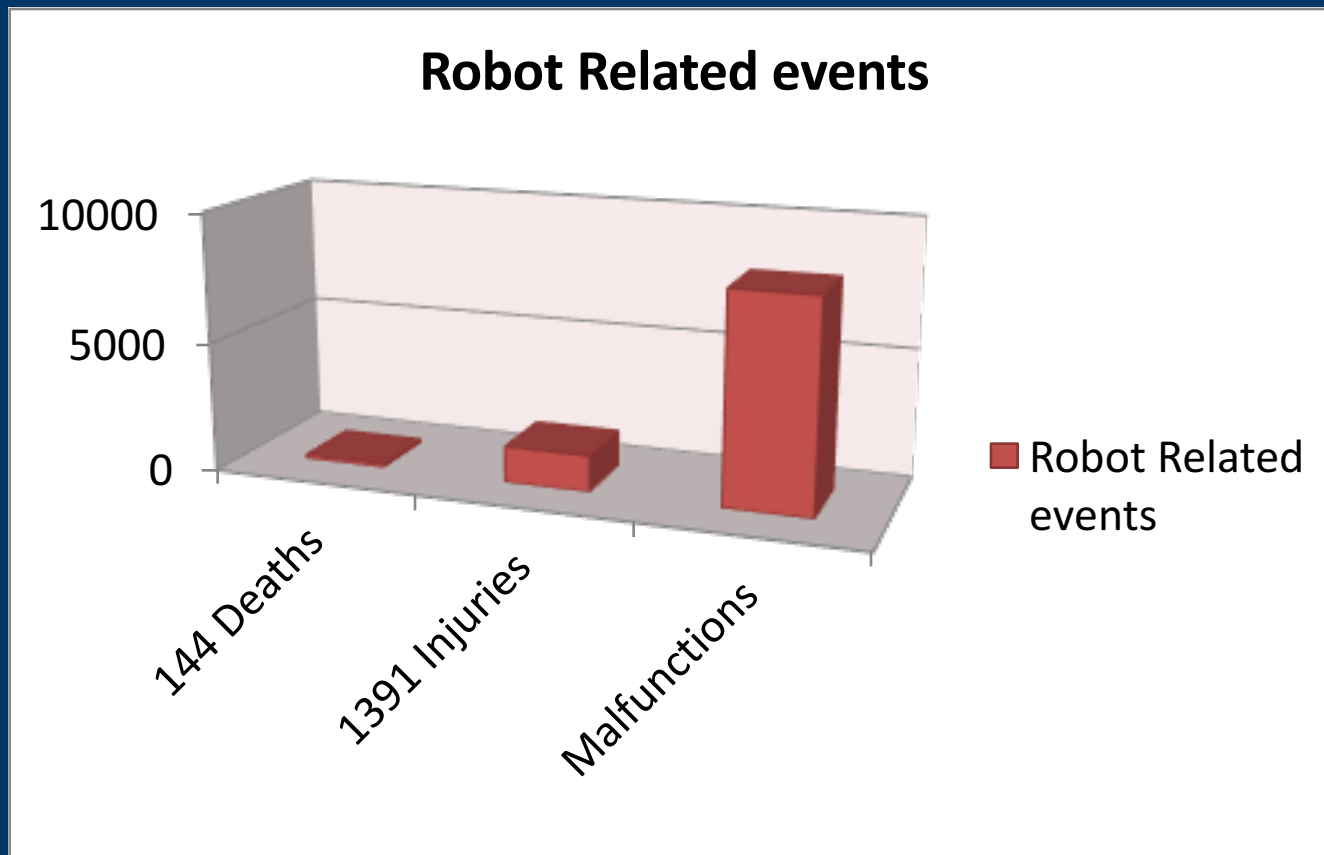 Robot Related events
10000
5000
0
144 Deaths
1391 Injuries
Malfunctions
Robot Related
events